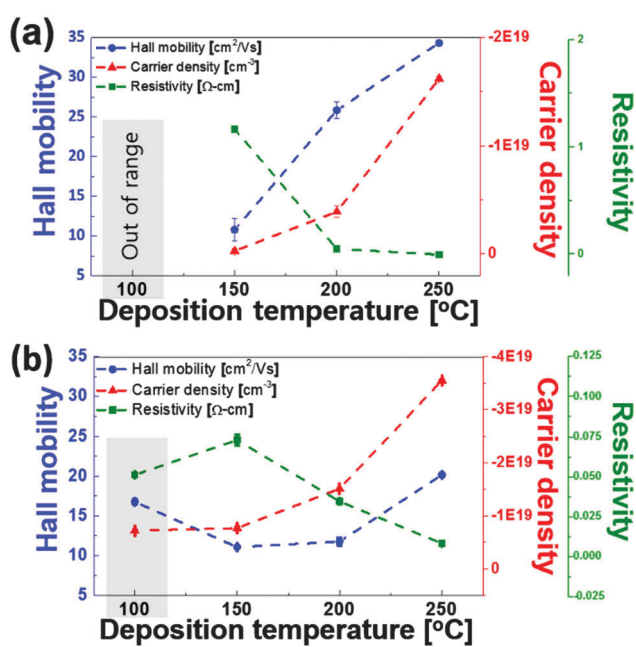 (a)
Hall mobility [cm²/Vs]
Carrier density [cm⁻³]
Resistivity [Ω-cm]
Out of range
Hall mobility
35
30
25
20
15
10
5
100
150
200
250
Deposition temperature [ºC]
-2E19
-1E19
-1E19
0
Carrier density
2
1
0
Resistivity
(b)
Hall mobility [cm²/Vs]
Carrier density [cm⁻³]
Resistivity [Ω-cm]
Hall mobility
35
30
25
20
15
10
5
100
150
200
250
Deposition temperature [ºC]
-4E19
-3E19
-2E19
-1E19
0
Carrier density
0.125
0.100
0.075
0.050
0.025
0.000
-0.025
Resistivity